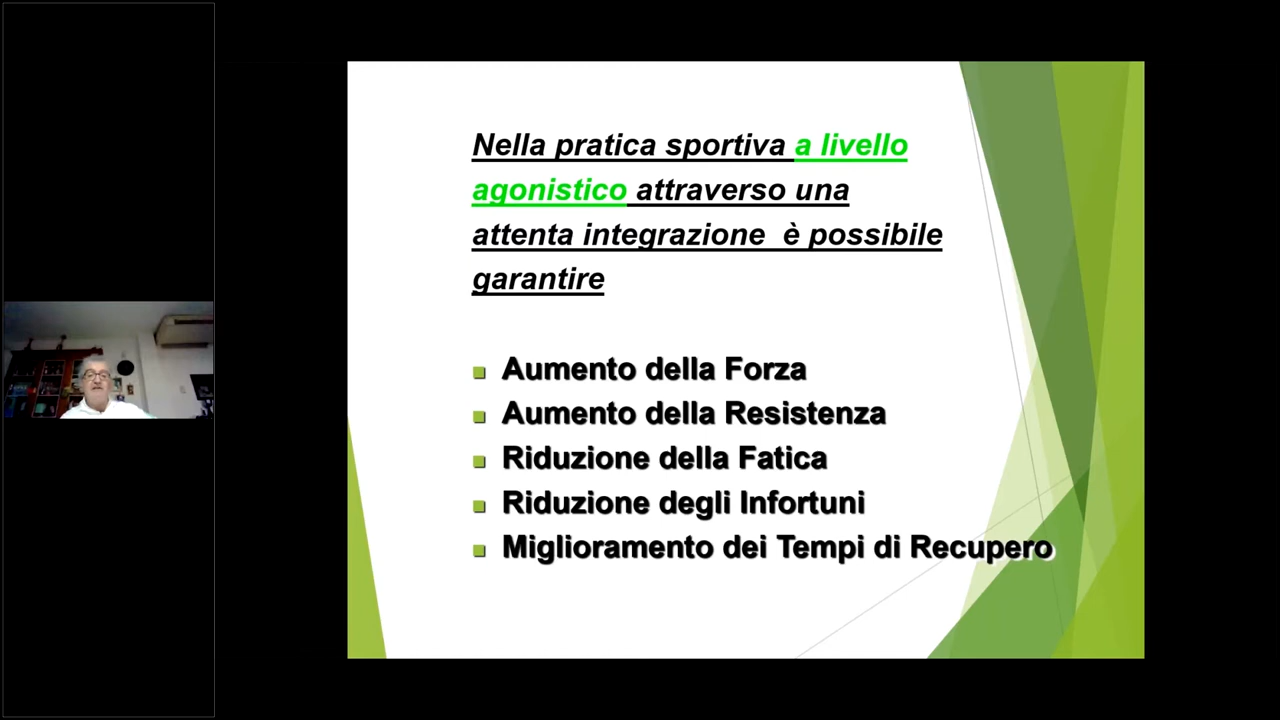 Nella pratica sportiva a livello
agonistico attraverso una
attenta integrazione è possibile
garantire
Aumento della Forza
Aumento della Resistenza
Riduzione della Fatica
Riduzione degli Infortuni
Miglioramento dei Tempi di Recupero